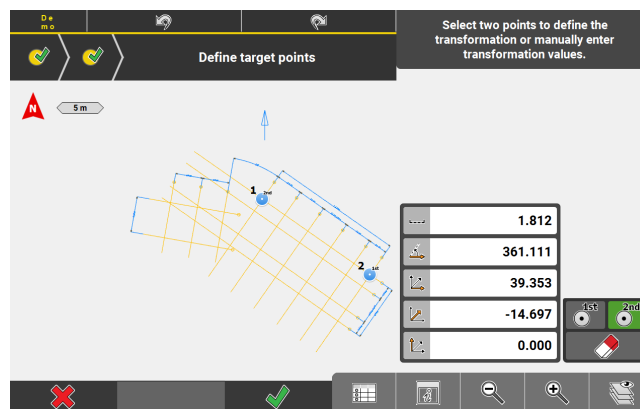 De
mo
Define target points
Select two points to define the
transformation or manually enter
transformation values.
N
5 m
1
2nd
2
1st
1.812
361.111
39.353
-14.697
0.000
1st
2nd